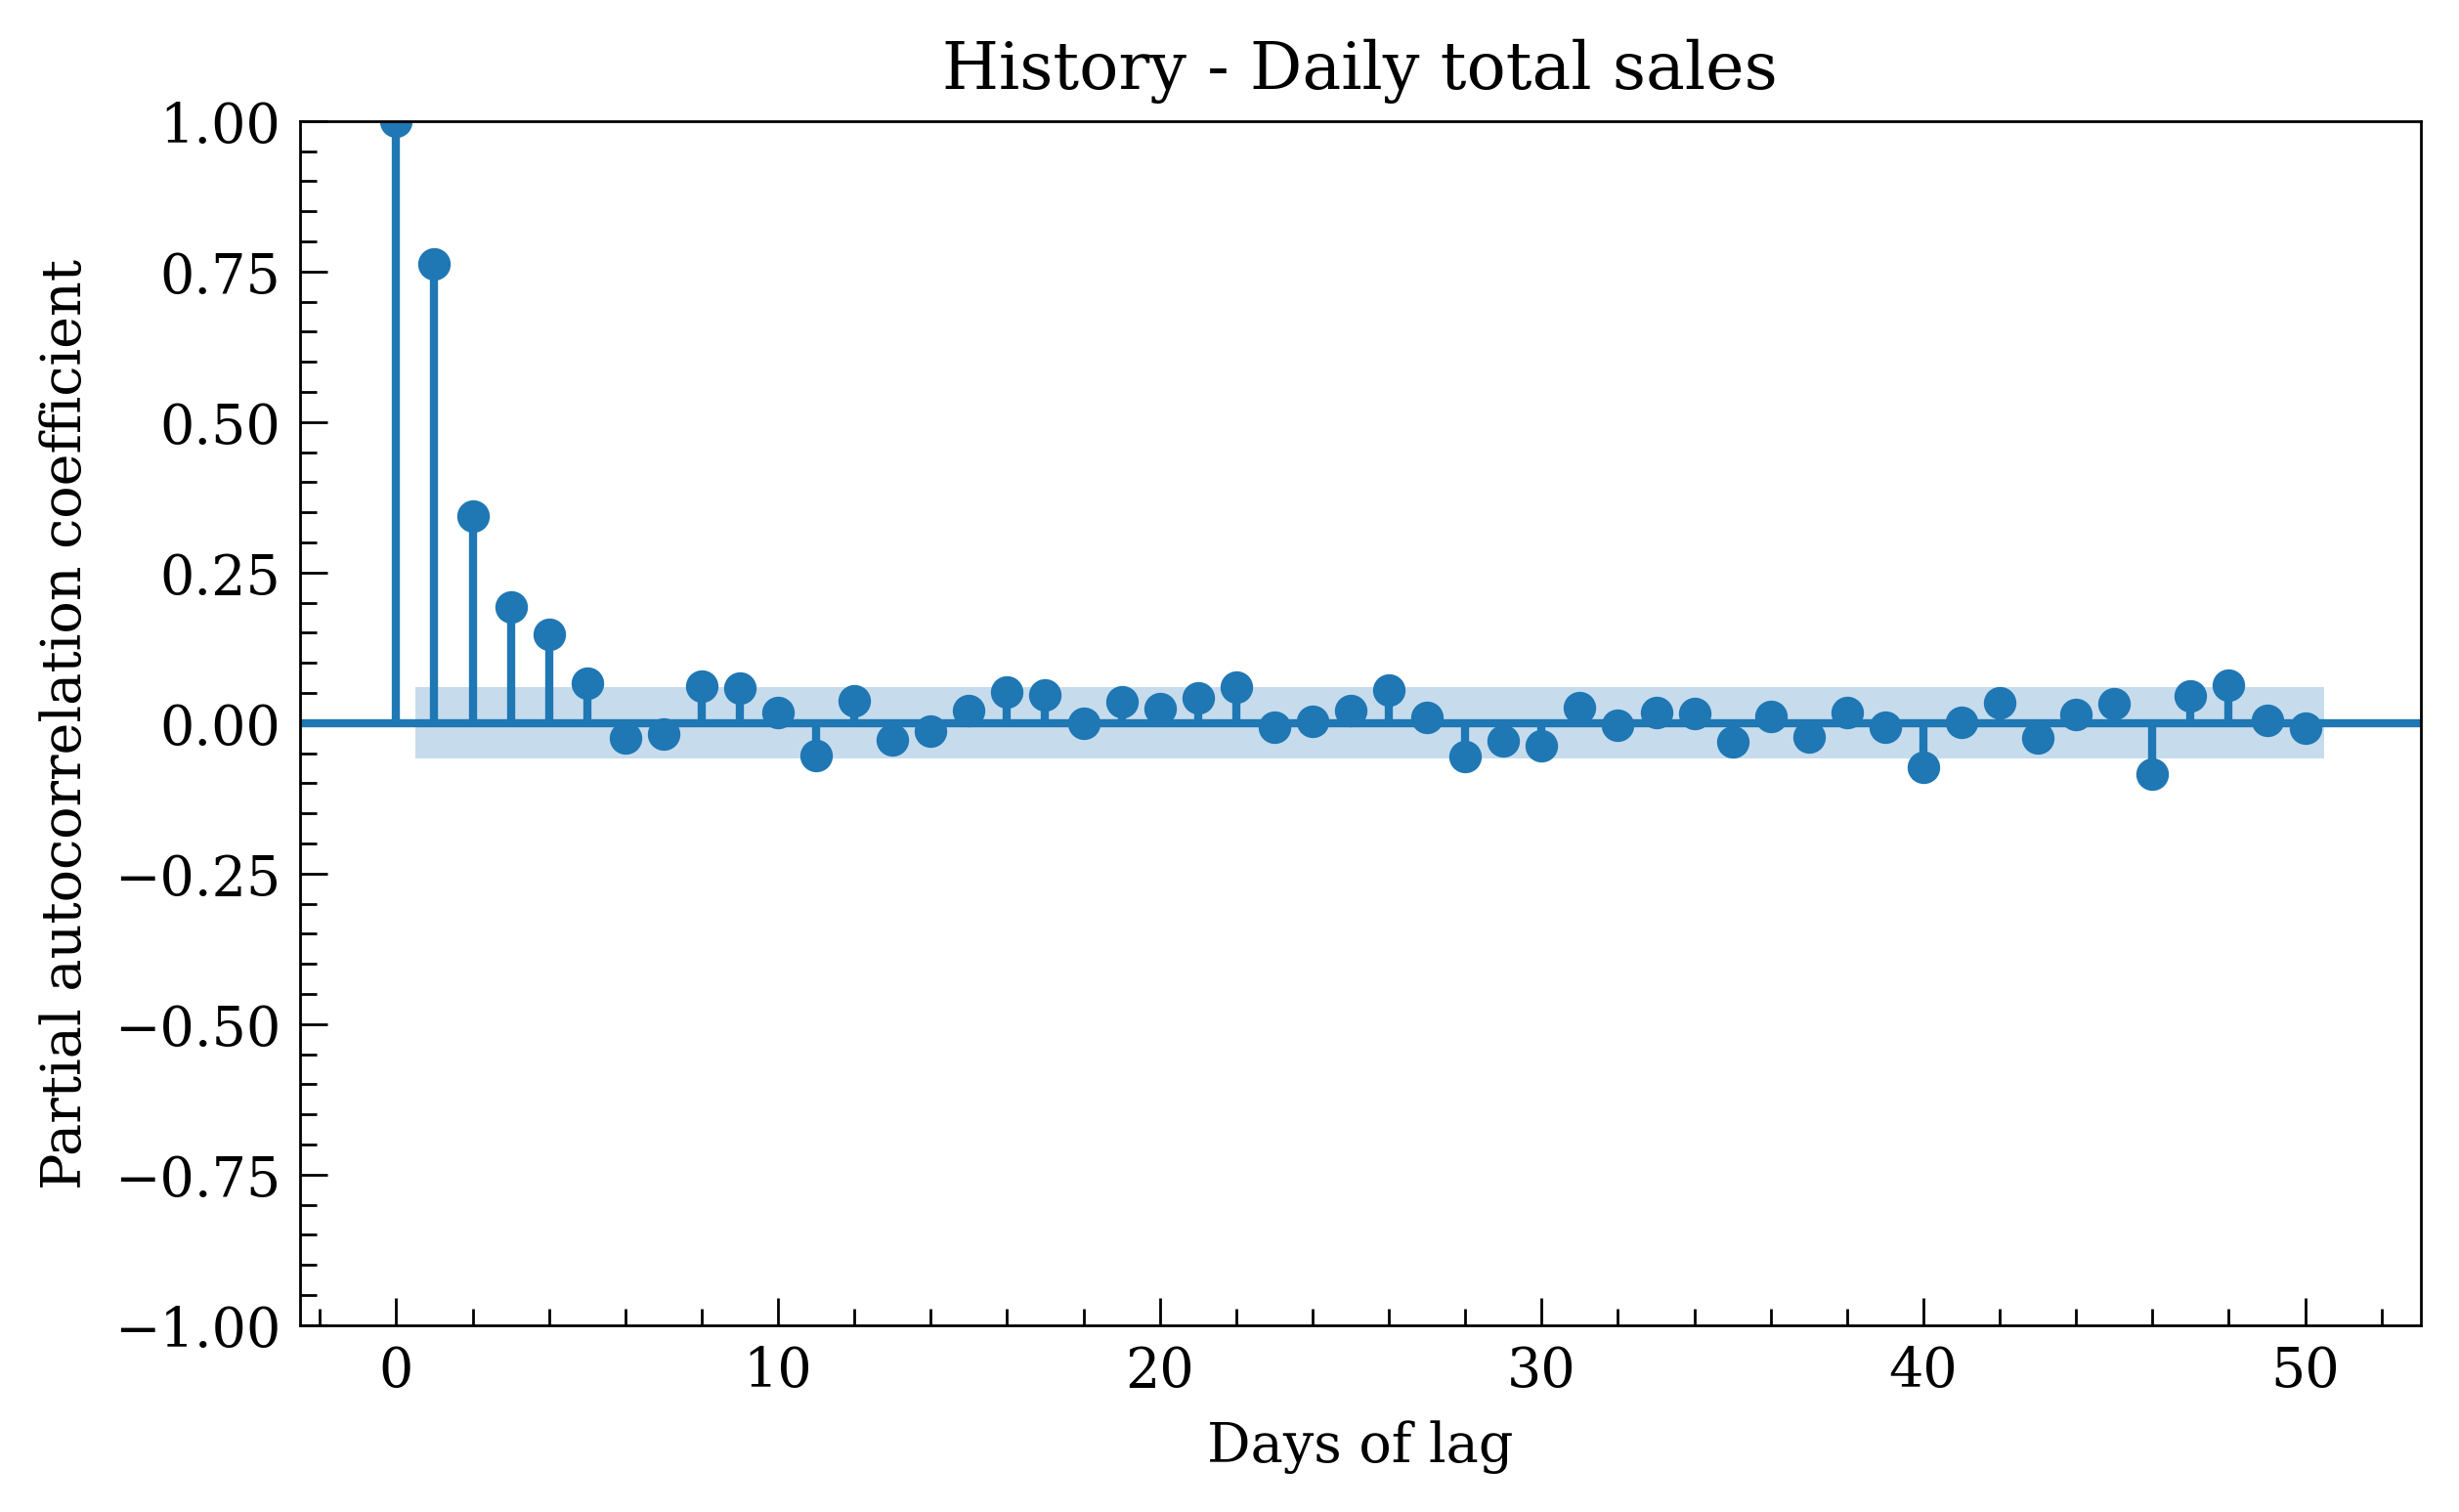 History - Daily total sales
Partial autocorrelation coefficient
1.00
0.75
0.50
0.25
0.00
−0.25
−0.50
−0.75
−1.00
0 10 20 30 40 50
Days of lag